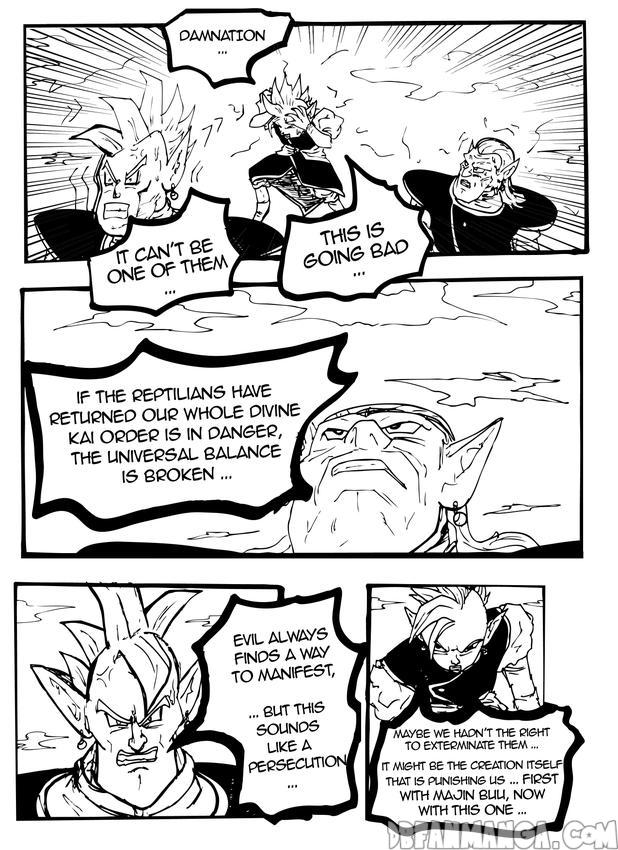 DAMNATION
...
IT CAN'T BE
ONE OF THEM
...
THIS IS
GOING BAD
...
IF THE REPTILIANS HAVE
RETURNED OUR WHOLE DIVINE
KAI ORDER IS IN DANGER,
THE UNIVERSAL BALANCE
IS BROKEN ...
EVIL ALWAYS
FINDS A WAY
TO MANIFEST,
... BUT THIS
SOUNDS
LIKE A
PERSECUTION
...
MAYBE WE HADN'T THE RIGHT
TO EXTERMINATE THEM ...
IT MIGHT BE THE CREATION ITSELF
THAT IS PUNISHING US ... FIRST
WITH MAJIN BUU, NOW
WITH THIS ONE ...
DBFANMANGA.COM